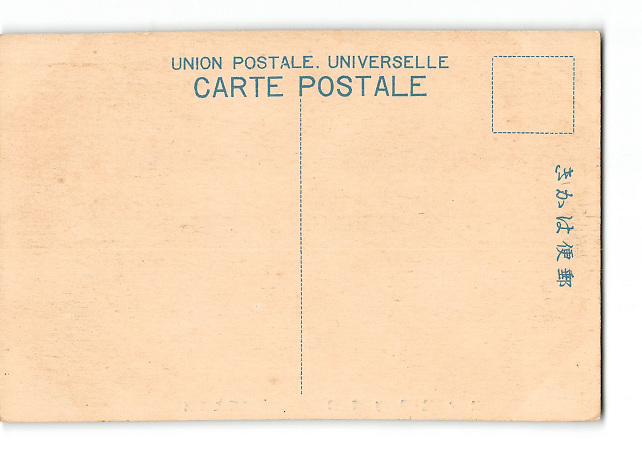 UNION POSTALE. UNIVERSELLE
CARTE POSTALE
きかは便郵